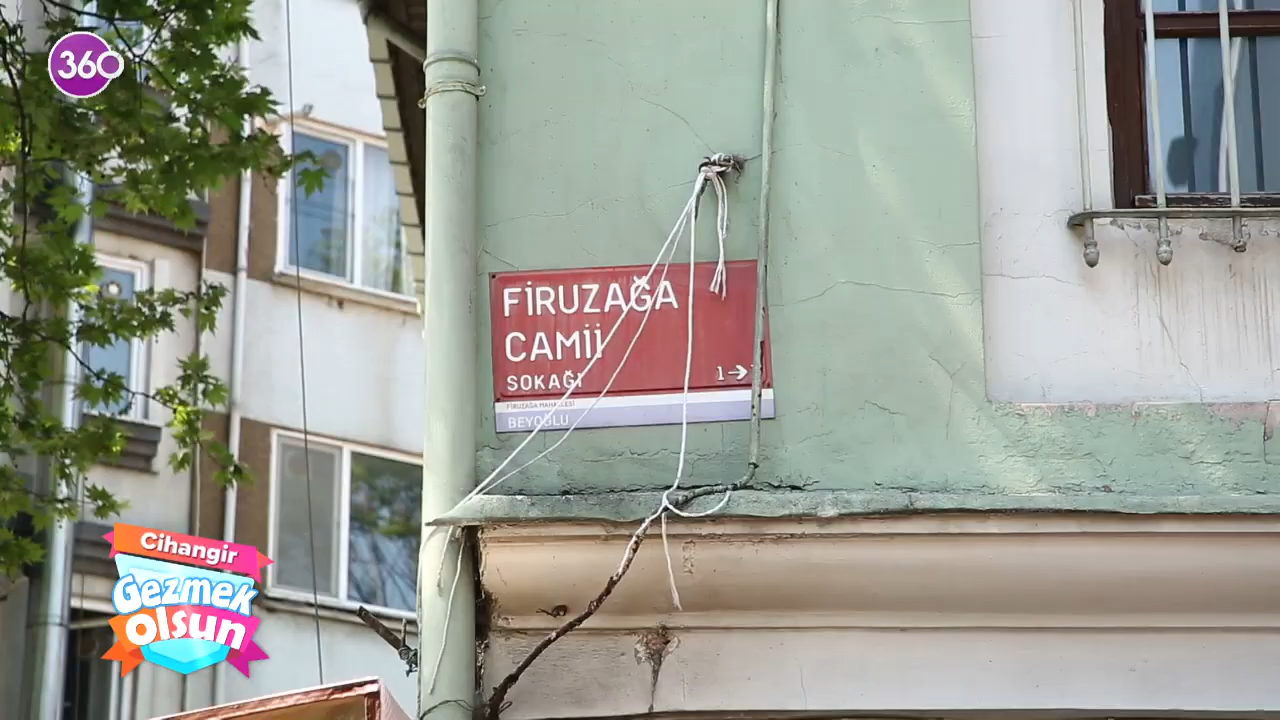 360
FİRUZAĞA
CAMİİ
SOKAĞI
1→
FİRUZAĞA MAHALLESİ
BEYOĞLU
Cihangir
Gezmek
olsun